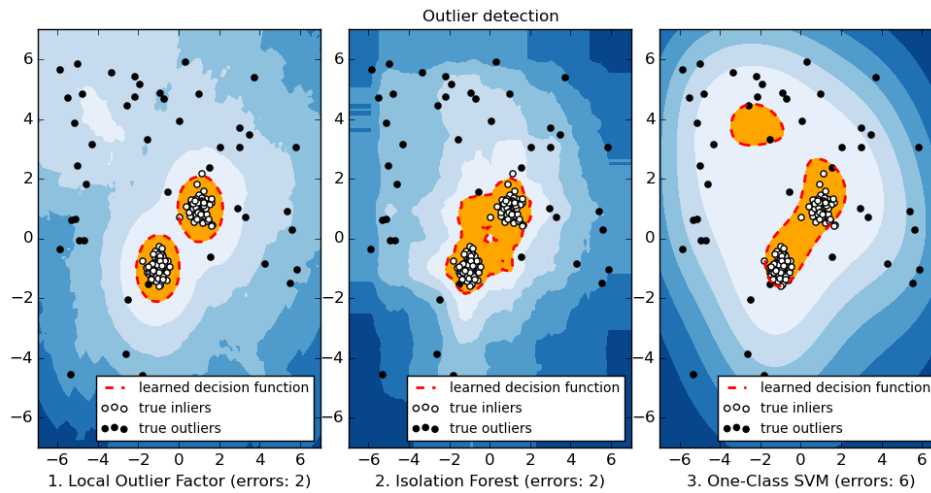 Outlier detection
6
4
2
0
−2
−4
−6
learned decision function
true inliers
true outliers
−6 −4 −2 0 2 4 6
1. Local Outlier Factor (errors: 2)
6
4
2
0
−2
−4
−6
learned decision function
true inliers
true outliers
−6 −4 −2 0 2 4 6
2. Isolation Forest (errors: 2)
6
4
2
0
−2
−4
−6
learned decision function
true inliers
true outliers
−6 −4 −2 0 2 4 6
3. One-Class SVM (errors: 6)